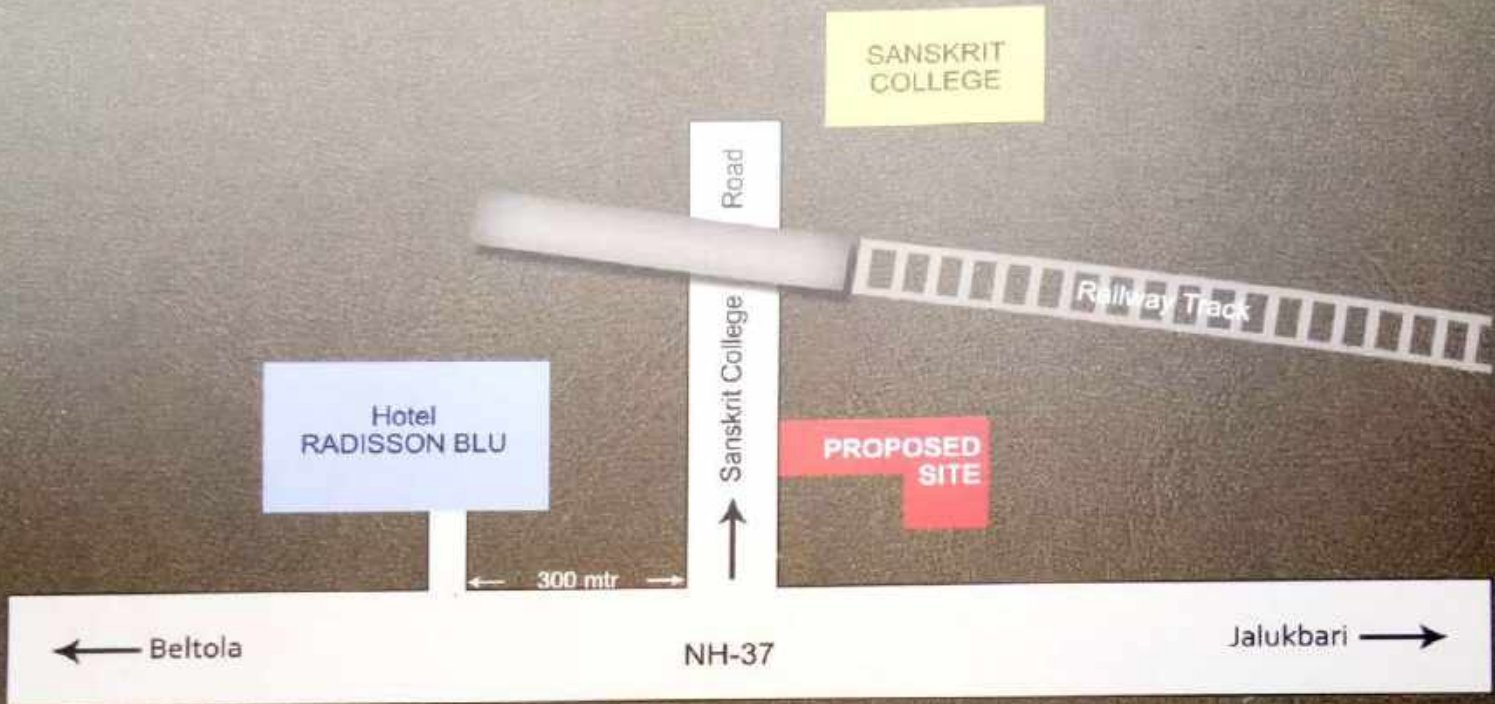 SANSKRIT
COLLEGE
Sanskrit College Road
Railway Track
Hotel
RADISSON BLU
PROPOSED
SITE
300 mtr
Beltola
NH-37
Jalukbari